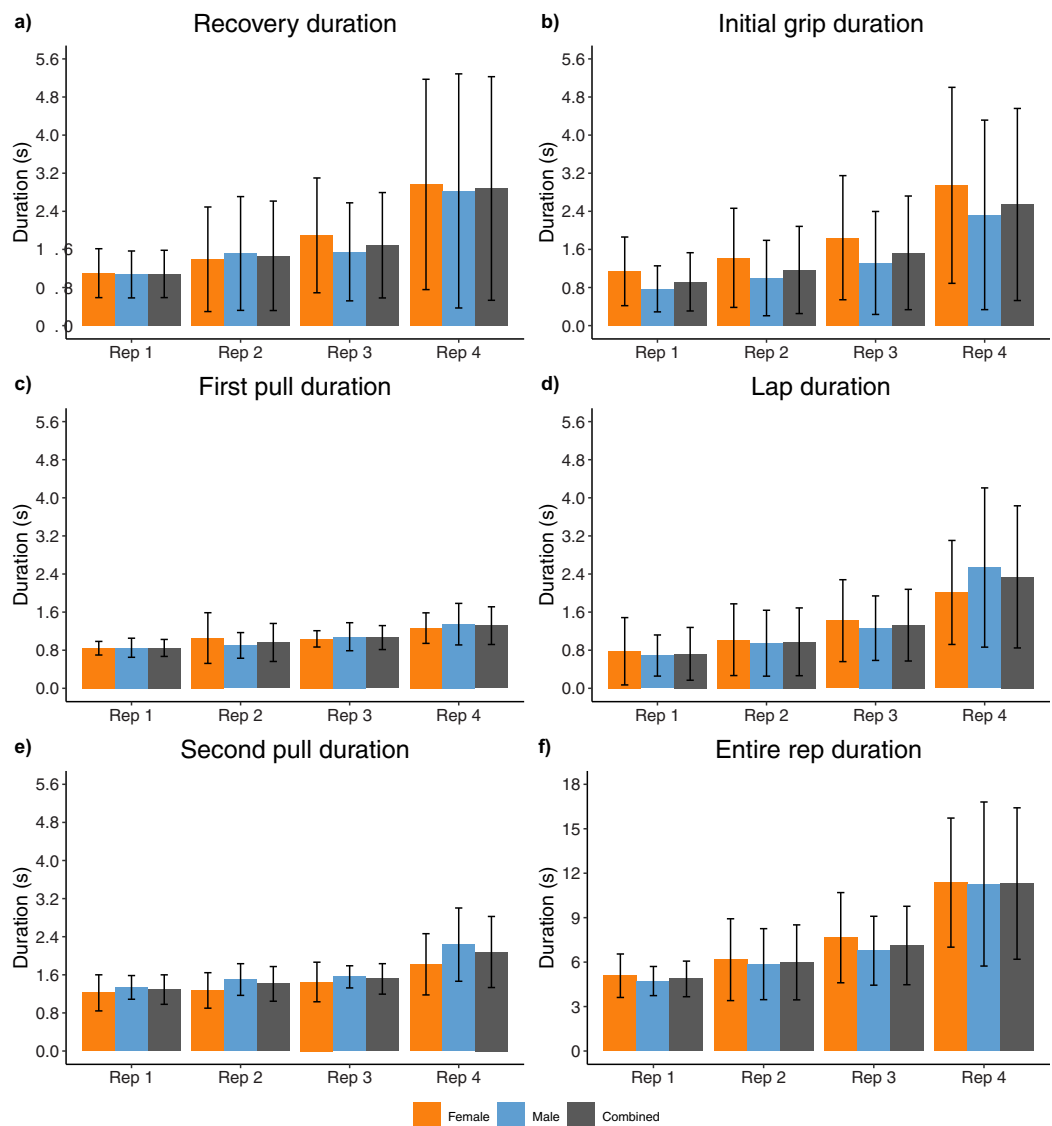 a) Recovery duration
5.6
4.8
4.0
3.2
2.4
1 .6
0 .8
0 .0
Duration (s)
Rep 1 Rep 2 Rep 3 Rep 4
b) Initial grip duration
5.6
4.8
4.0
3.2
2.4
1.6
0.8
0.0
Duration (s)
Rep 1 Rep 2 Rep 3 Rep 4
c) First pull duration
5.6
4.8
4.0
3.2
2.4
1.6
0.8
0.0
Duration (s)
Rep 1 Rep 2 Rep 3 Rep 4
d) Lap duration
5.6
4.8
4.0
3.2
2.4
1.6
0.8
0.0
Duration (s)
Rep 1 Rep 2 Rep 3 Rep 4
e) Second pull duration
5.6
4.8
4.0
3.2
2.4
1.6
0.8
0.0
Duration (s)
Rep 1 Rep 2 Rep 3 Rep 4
f) Entire rep duration
18
15
12
9
6
3
0
Duration (s)
Rep 1 Rep 2 Rep 3 Rep 4
Female Male Combined